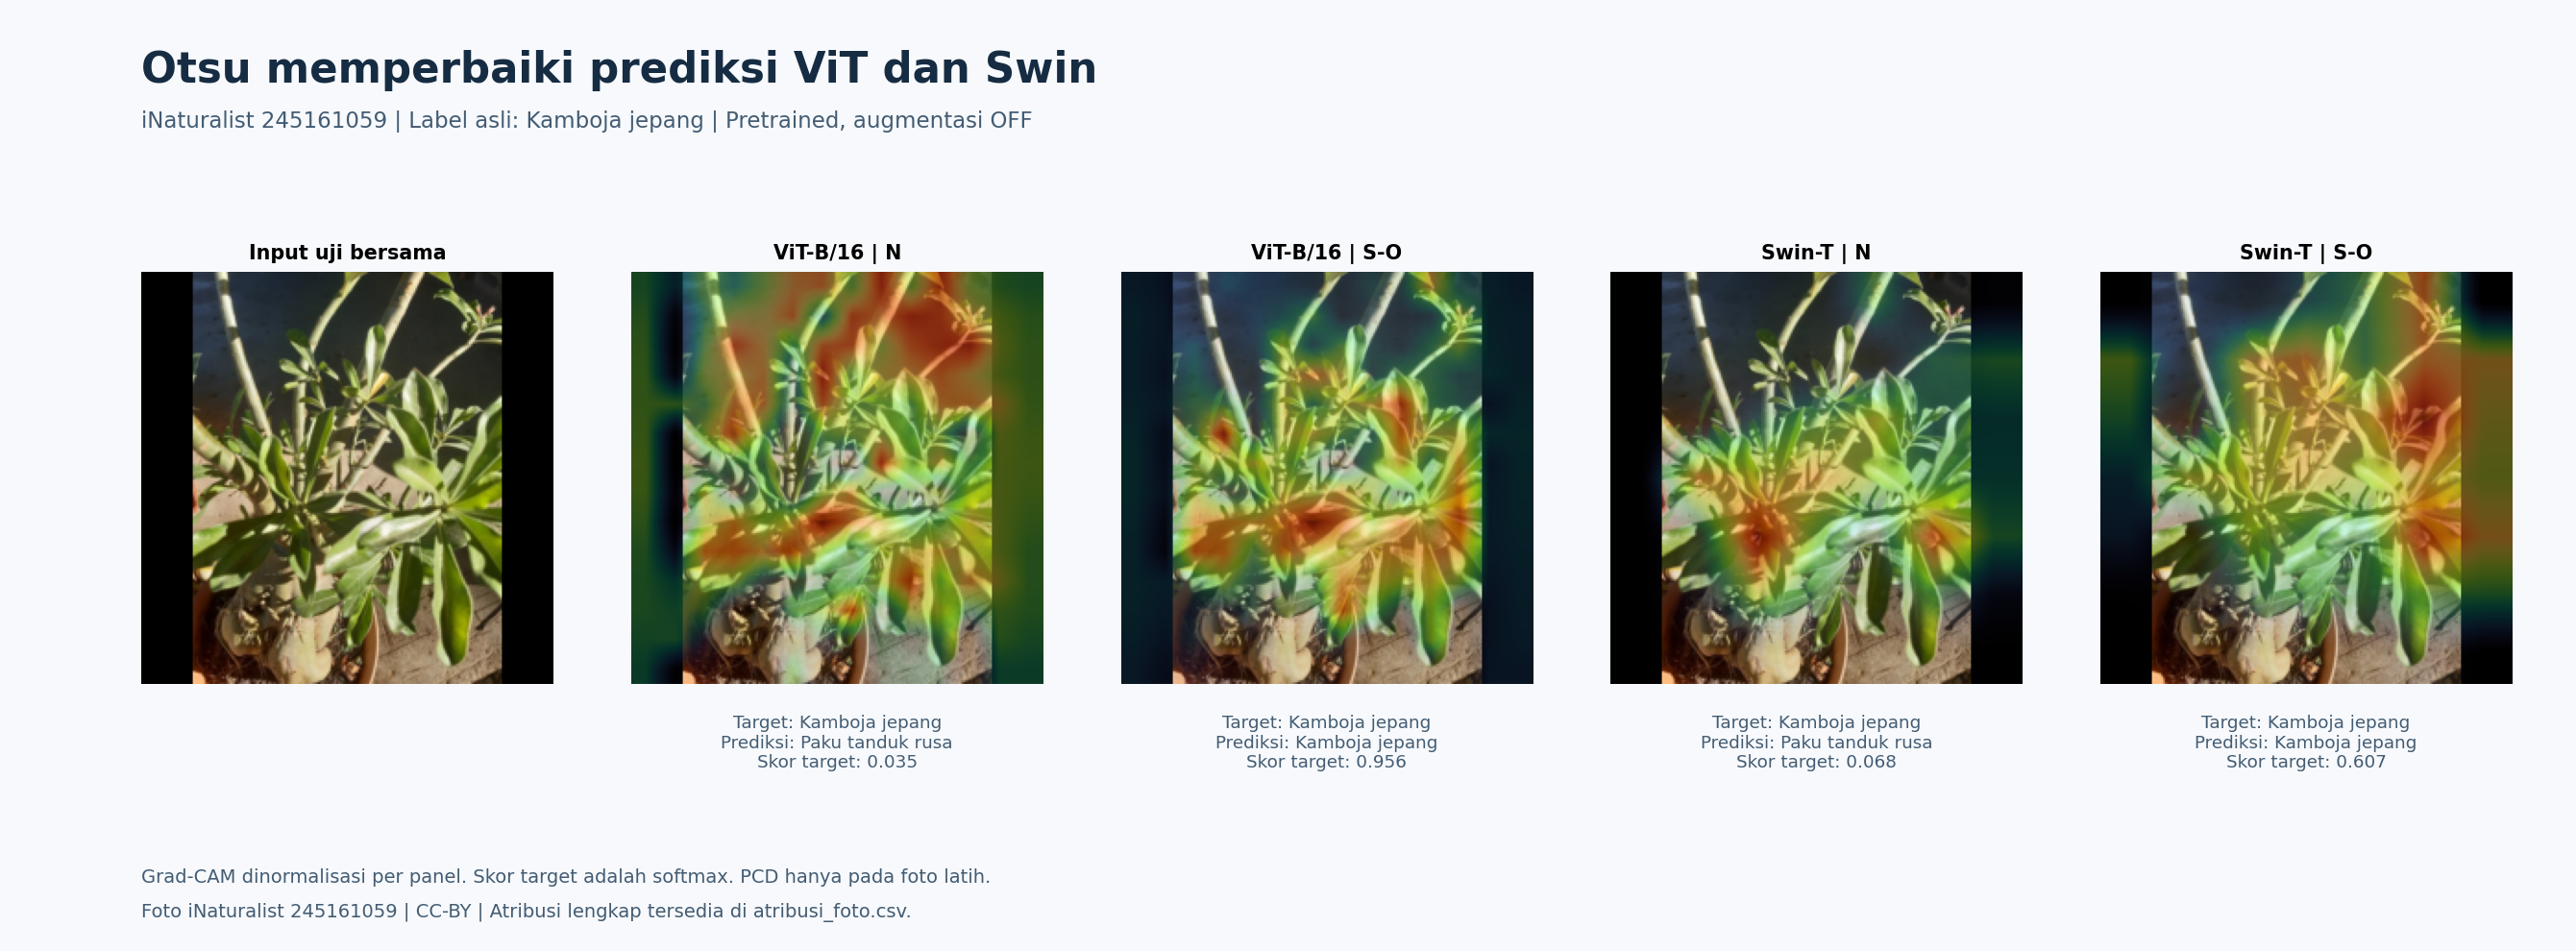 Otsu memperbaiki prediksi ViT dan Swin
iNaturalist 245161059 | Label asli: Kamboja jepang | Pretrained, augmentasi OFF
Input uji bersama
ViT-B/16 | N
ViT-B/16 | S-O
Swin-T | N
Swin-T | S-O
Target: Kamboja jepang
Prediksi: Paku tanduk rusa
Skor target: 0.035
Target: Kamboja jepang
Prediksi: Kamboja jepang
Skor target: 0.956
Target: Kamboja jepang
Prediksi: Paku tanduk rusa
Skor target: 0.068
Target: Kamboja jepang
Prediksi: Kamboja jepang
Skor target: 0.607
Grad-CAM dinormalisasi per panel. Skor target adalah softmax. PCD hanya pada foto latih.
Foto iNaturalist 245161059 | CC-BY | Atribusi lengkap tersedia di atribusi_foto.csv.